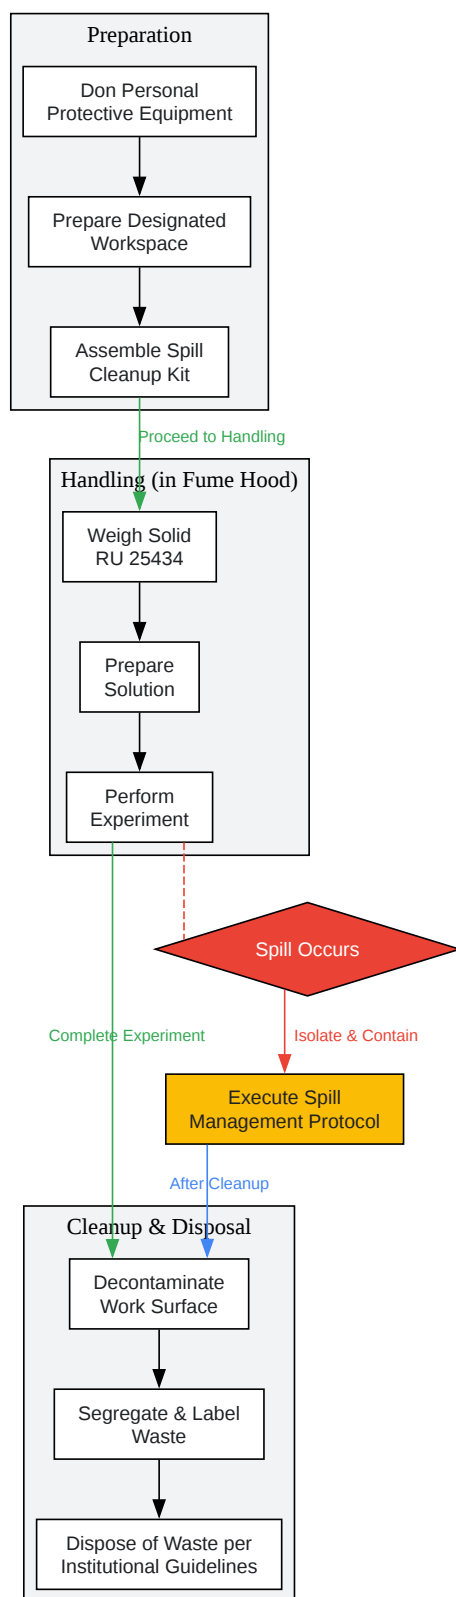 Preparation
Don Personal
Protective Equipment
Prepare Designated
Workspace
Assemble Spill
Cleanup Kit
Proceed to Handling
Handling (in Fume Hood)
Weigh Solid
RU 25434
Prepare
Solution
Perform
Experiment
Spill Occurs
Complete Experiment
Isolate & Contain
Execute Spill
Management Protocol
After Cleanup
Cleanup & Disposal
Decontaminate
Work Surface
Segregate & Label
Waste
Dispose of Waste per
Institutional Guidelines